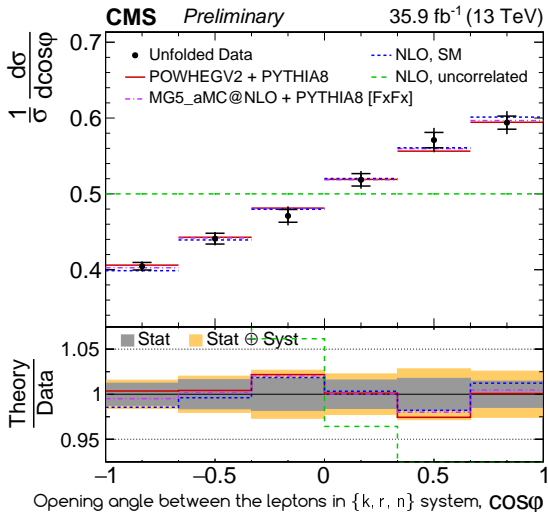 CMS Preliminary 35.9 fb⁻¹ (13 TeV)
1/σ dσ/dcosφ
Unfolded Data
POWHEGV2 + PYTHIA8
MG5_aMC@NLO + PYTHIA8 [FxFx]
NLO, SM
NLO, uncorrelated
0.7
0.6
0.5
0.4
Stat
Stat ⊕ Syst
Theory/Data
1.05
1
0.95
−1 −0.5 0 0.5 1
Opening angle between the leptons in {k, r, n} system, cosφ